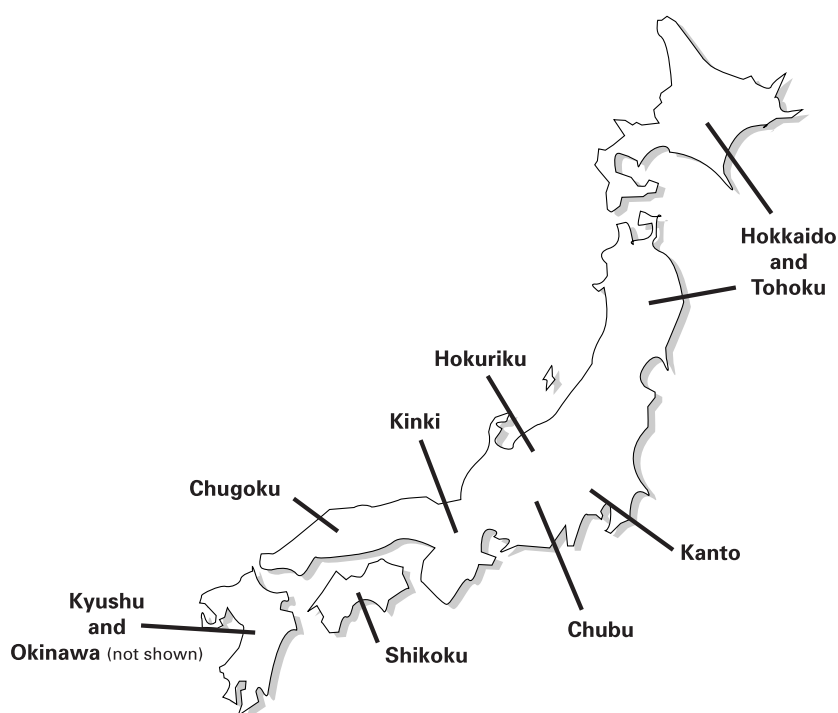 Hokkaido
and
Tohoku
Hokuriku
Kinki
Chugoku
Kanto
Kyushu
and
Okinawa (not shown)
Chubu
Shikoku